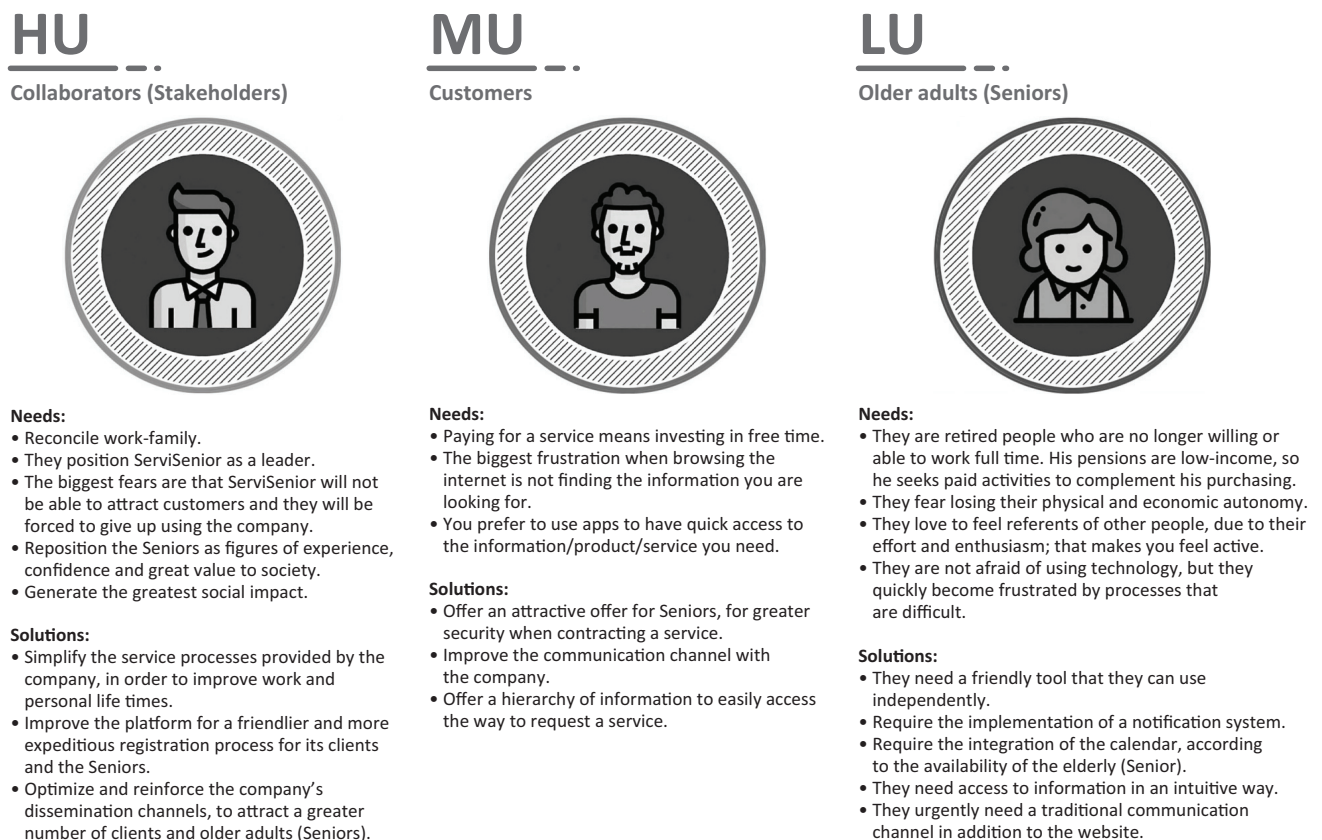 HU
Collaborators (Stakeholders)
Needs:
• Reconcile work-family.
• They position ServiSenior as a leader.
• The biggest fears are that ServiSenior will not
be able to attract customers and they will be
forced to give up using the company.
• Reposition the Seniors as figures of experience,
confidence and great value to society.
• Generate the greatest social impact.
Solutions:
• Simplify the service processes provided by the
company, in order to improve work and
personal life times.
• Improve the platform for a friendlier and more
expeditious registration process for its clients
and the Seniors.
• Optimize and reinforce the company's
dissemination channels, to attract a greater
number of clients and older adults (Seniors).
MU
Customers
Needs:
• Paying for a service means investing in free time.
• The biggest frustration when browsing the
internet is not finding the information you are
looking for.
• You prefer to use apps to have quick access to
the information/product/service you need.
Solutions:
• Offer an attractive offer for Seniors, for greater
security when contracting a service.
• Improve the communication channel with
the company.
• Offer a hierarchy of information to easily access
the way to request a service.
LU
Older adults (Seniors)
Needs:
• They are retired people who are no longer willing or
able to work full time. His pensions are low-income, so
he seeks paid activities to complement his purchasing.
• They fear losing their physical and economic autonomy.
• They love to feel referents of other people, due to their
effort and enthusiasm; that makes you feel active.
• They are not afraid of using technology, but they
quickly become frustrated by processes that
are difficult.
Solutions:
• They need a friendly tool that they can use
independently.
• Require the implementation of a notification system.
• Require the integration of the calendar, according
to the availability of the elderly (Senior).
• They need access to information in an intuitive way.
• They urgently need a traditional communication
channel in addition to the website.